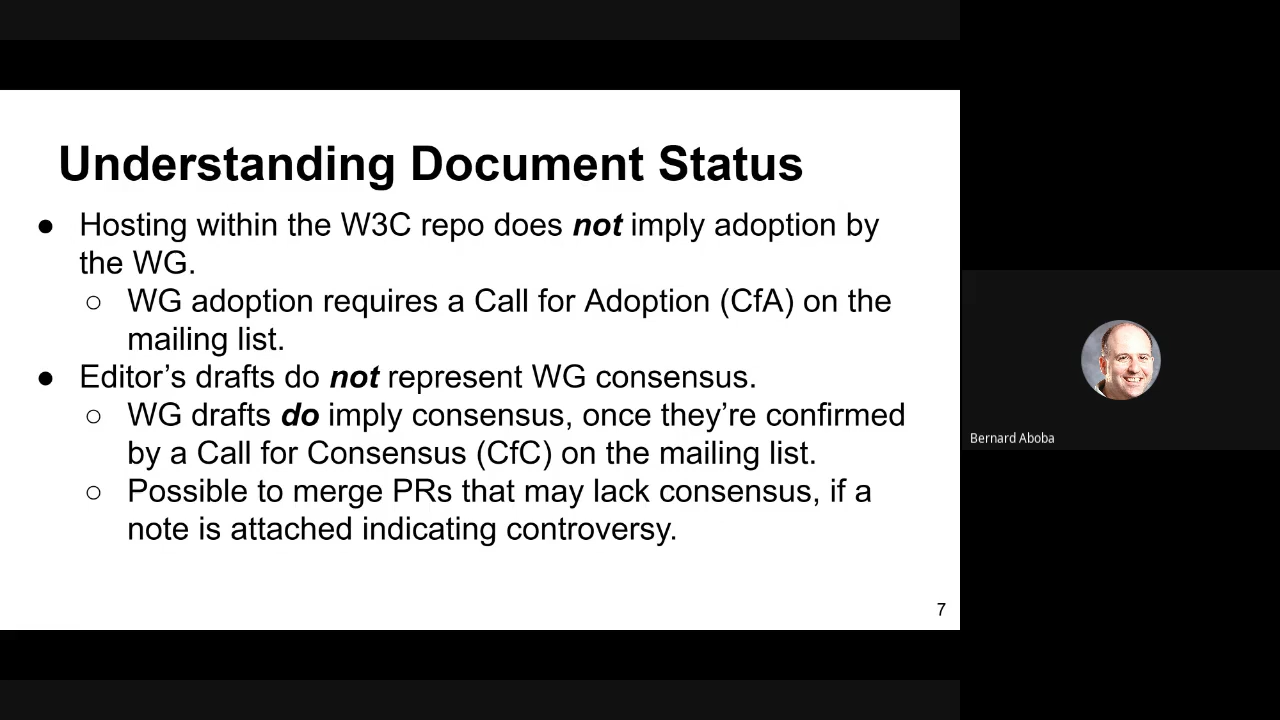 Understanding Document Status
● Hosting within the W3C repo does not imply adoption by
the WG.
○ WG adoption requires a Call for Adoption (CfA) on the
mailing list.
● Editor’s drafts do not represent WG consensus.
○ WG drafts do imply consensus, once they’re confirmed
by a Call for Consensus (CfC) on the mailing list.
○ Possible to merge PRs that may lack consensus, if a
note is attached indicating controversy.
7
Bernard Aboba